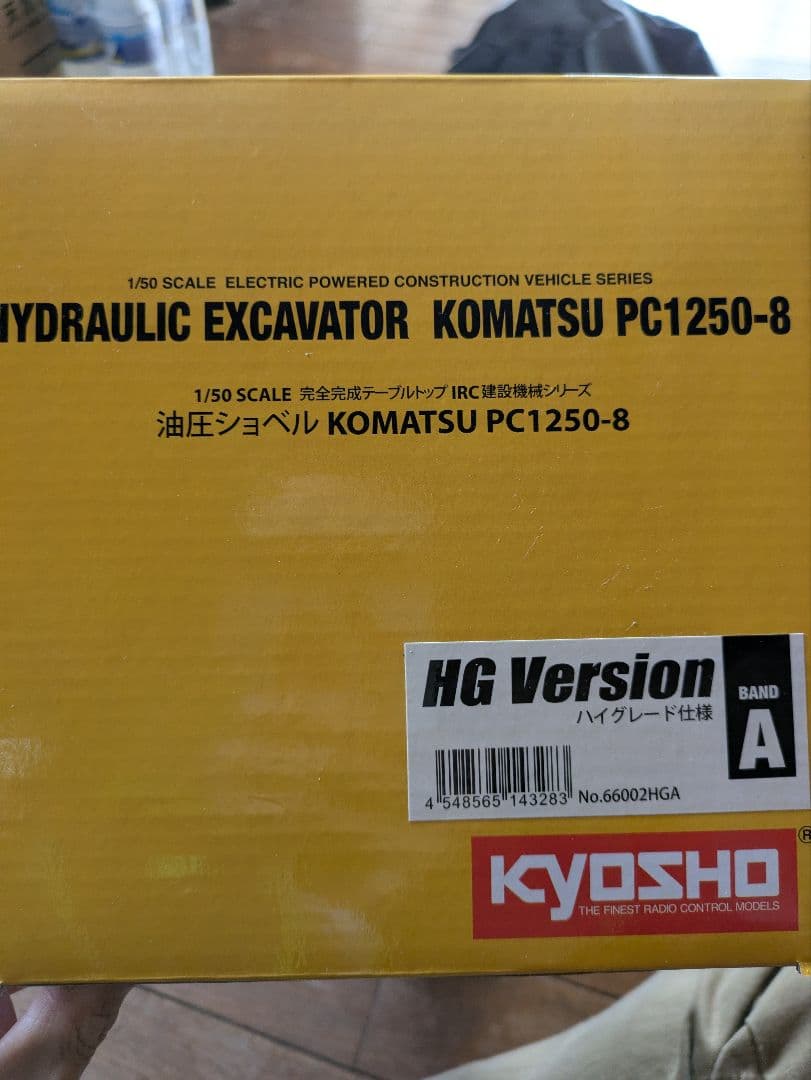 1/50 SCALE ELECTRIC POWERED CONSTRUCTION VEHICLE SERIES
HYDRAULIC EXCAVATOR KOMATSU PC1250-8
1/50 SCALE 完全完成テーブルトップ IRC建設機械シリーズ
油圧ショベル KOMATSU PC1250-8
HG Version
ハイグレード仕様
BAND
A
4 548565 143283
No.66002HGA
KYOSHO ®
THE FINEST RADIO CONTROL MODELS